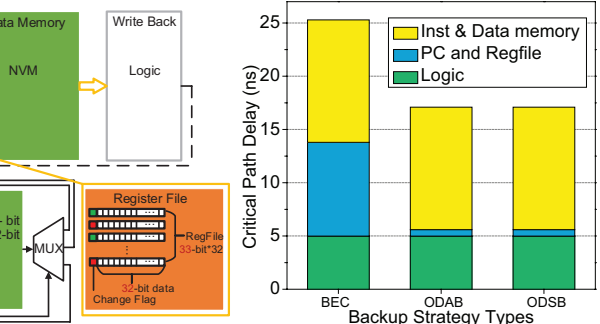 Data Memory
NVM
Write Back
Logic
bit
2-bit
MUX
Register File
...
...
...
...
RegFile
33-bit*32
32-bit data
Change Flag
Critical Path Delay (ns)
25
20
15
10
5
0
Inst & Data memory
PC and Regfile
Logic
BEC
ODAB
ODSB
Backup Strategy Types